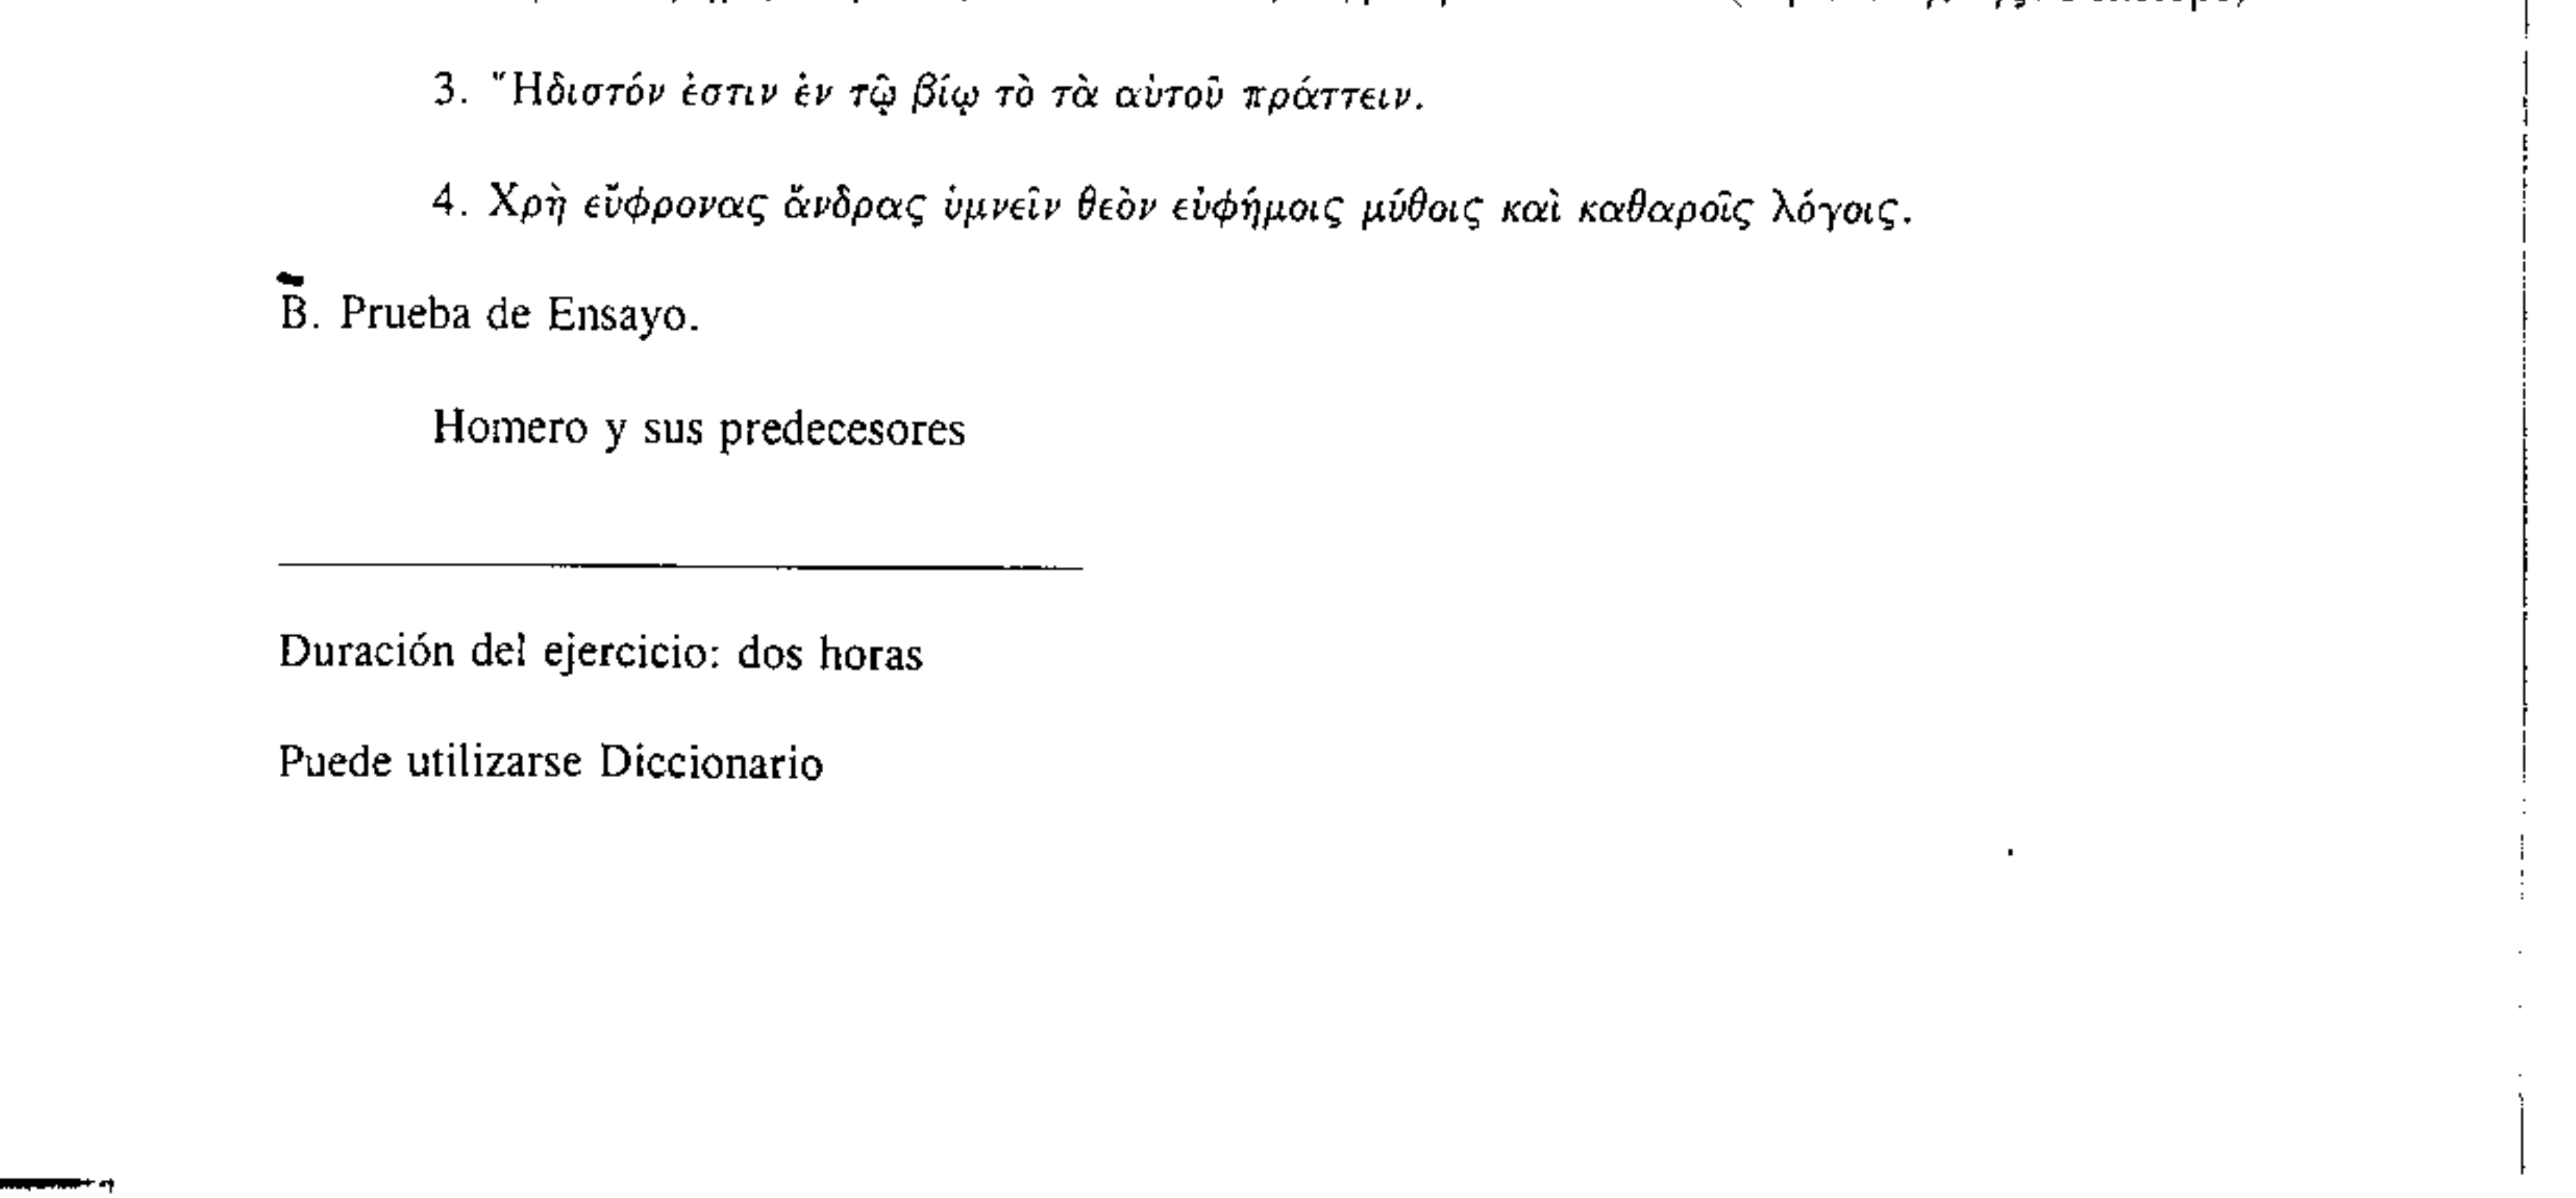 3. Ἥδιστόν ἐστιν ἐν τῷ βίῳ τὸ τὰ αὑτοῦ πράττειν.
4. Χρὴ εὔφρονας ἄνδρας ὑμνεῖν θεὸν εὐφήμοις μύθοις καὶ καθαροῖς λόγοις.
B. Prueba de Ensayo.
Homero y sus predecesores
Duración del ejercicio: dos horas
Puede utilizarse Diccionario